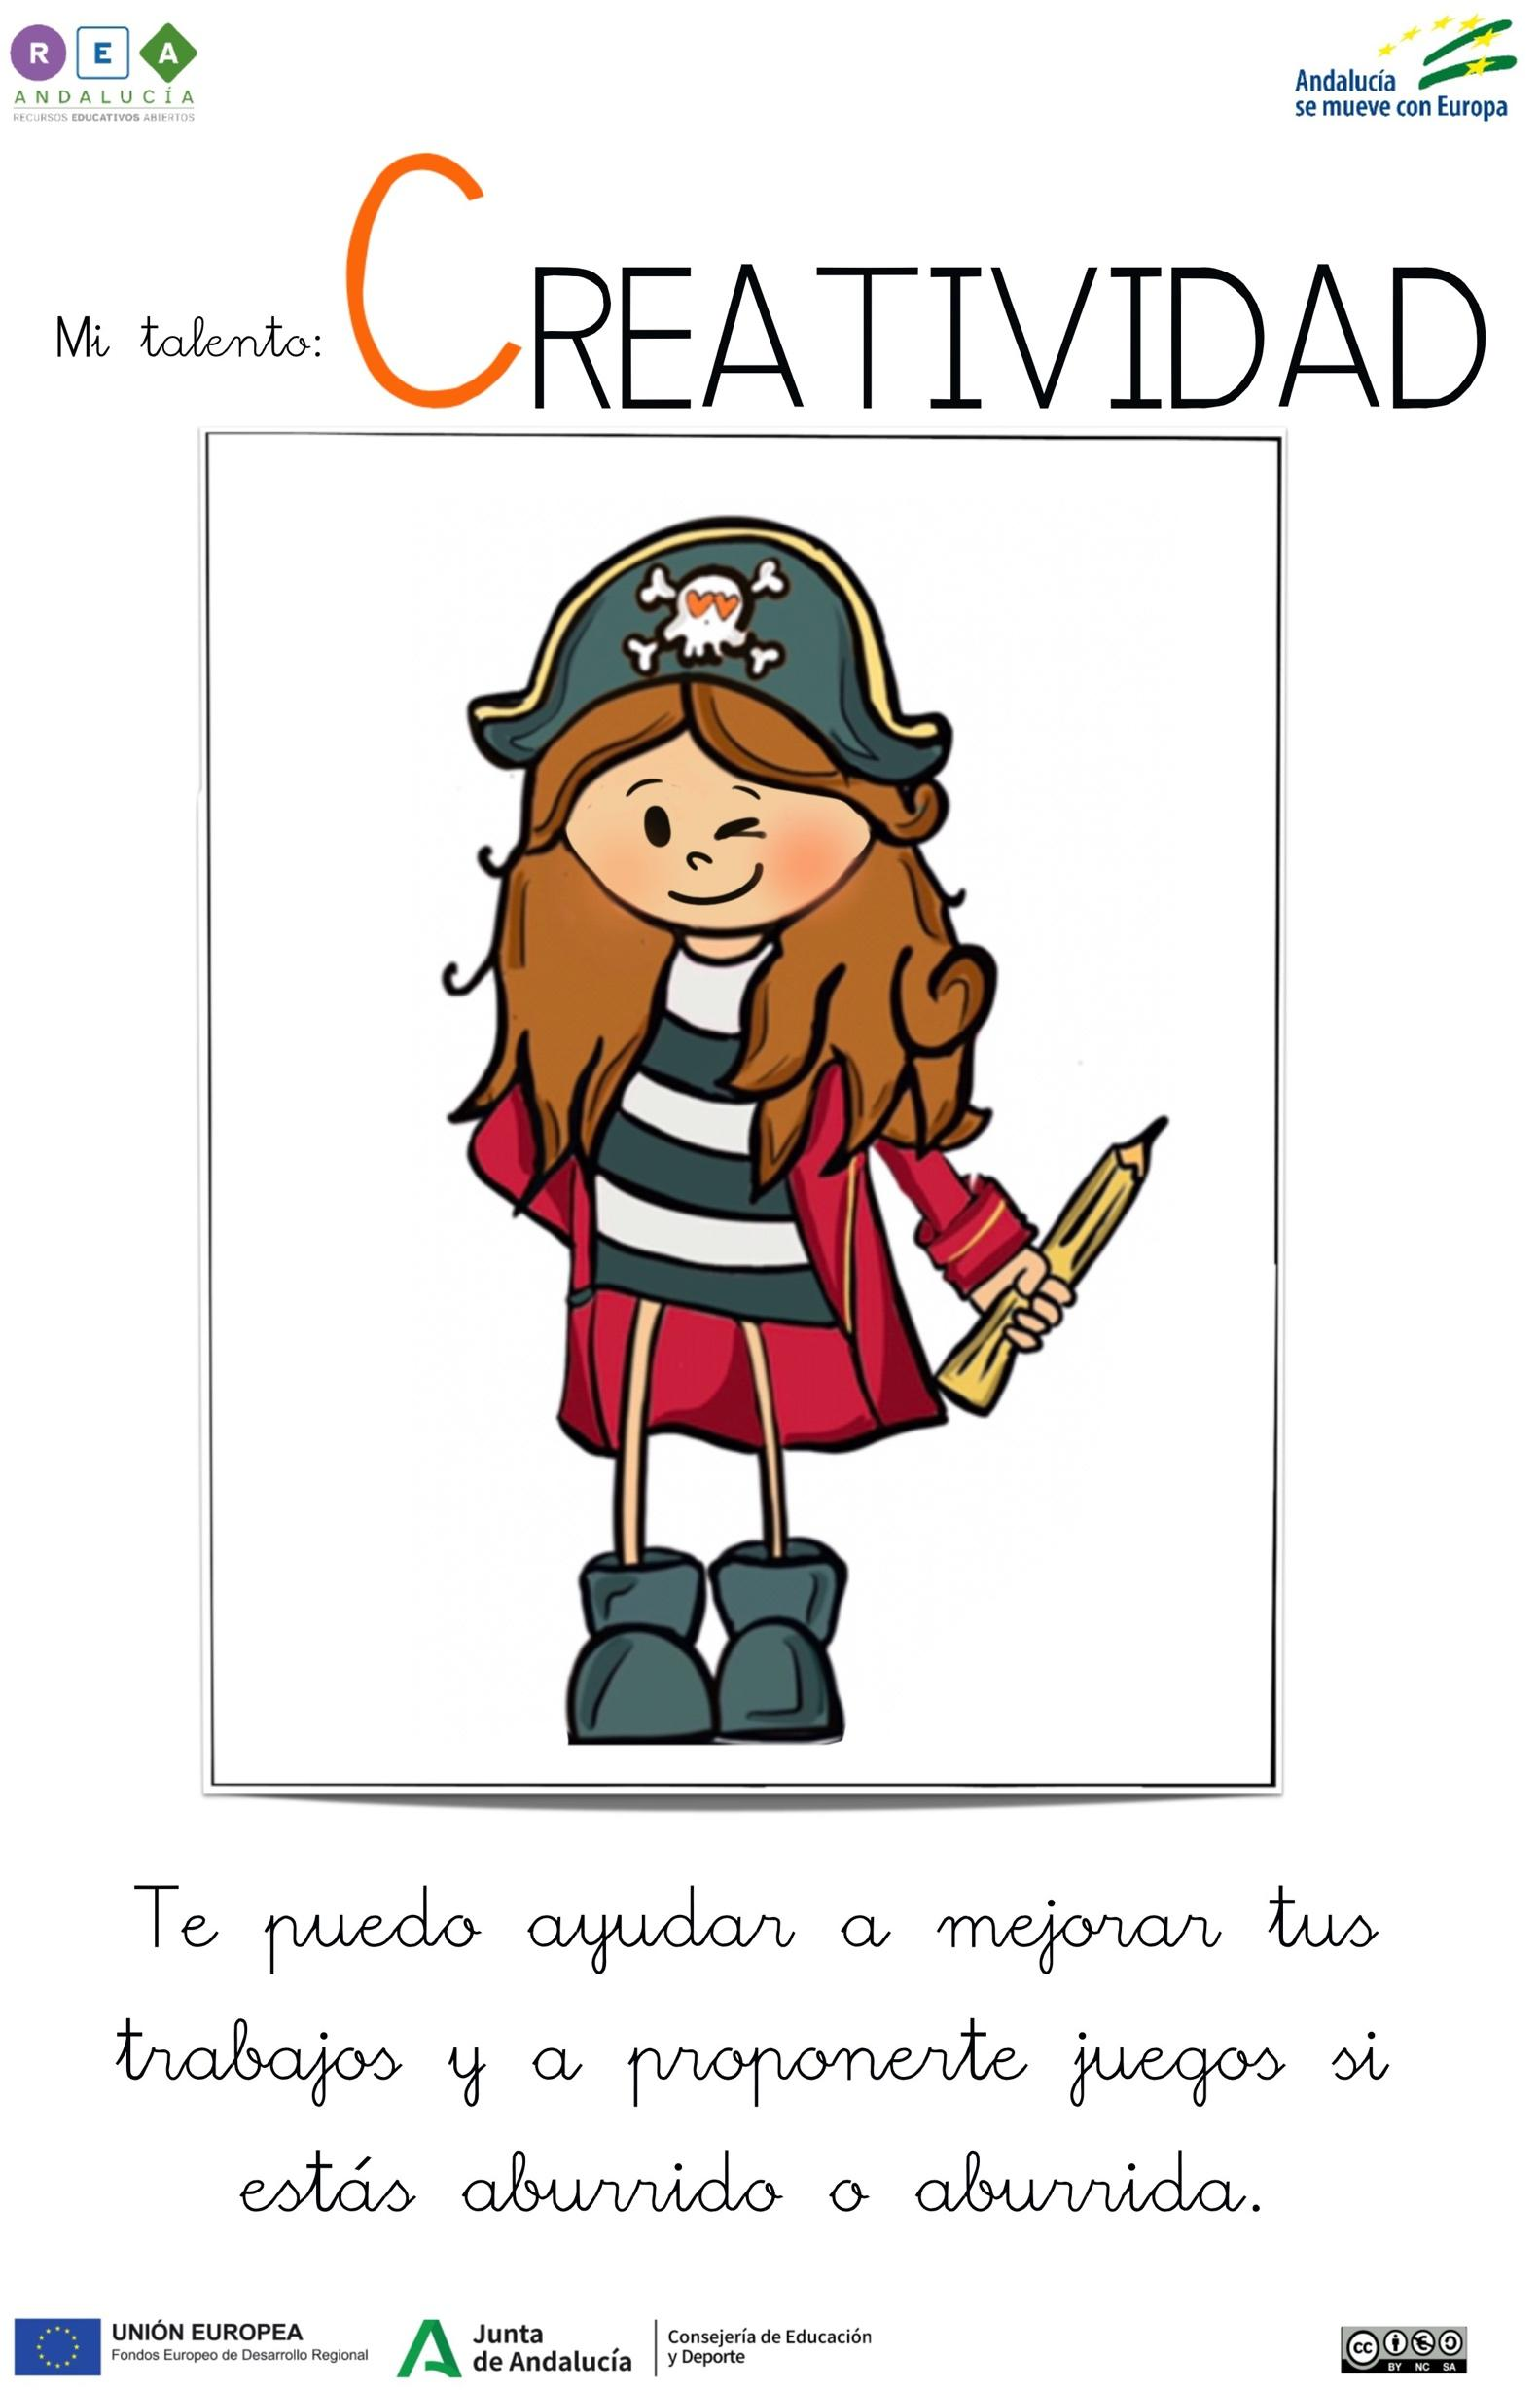 R E A
ANDALUCÍA
RECURSOS EDUCATIVOS ABIERTOS
Andalucía
se mueve con Europa
Mi talento: CREATIVIDAD
Te puedo ayudar a mejorar tus
trabajos y a proponerte juegos si
estás aburrido o aburrida.
UNIÓN EUROPEA
Fondos Europeo de Desarrollo Regional
Junta
de Andalucía
Consejería de Educación
y Deporte
cc
BY NC SA